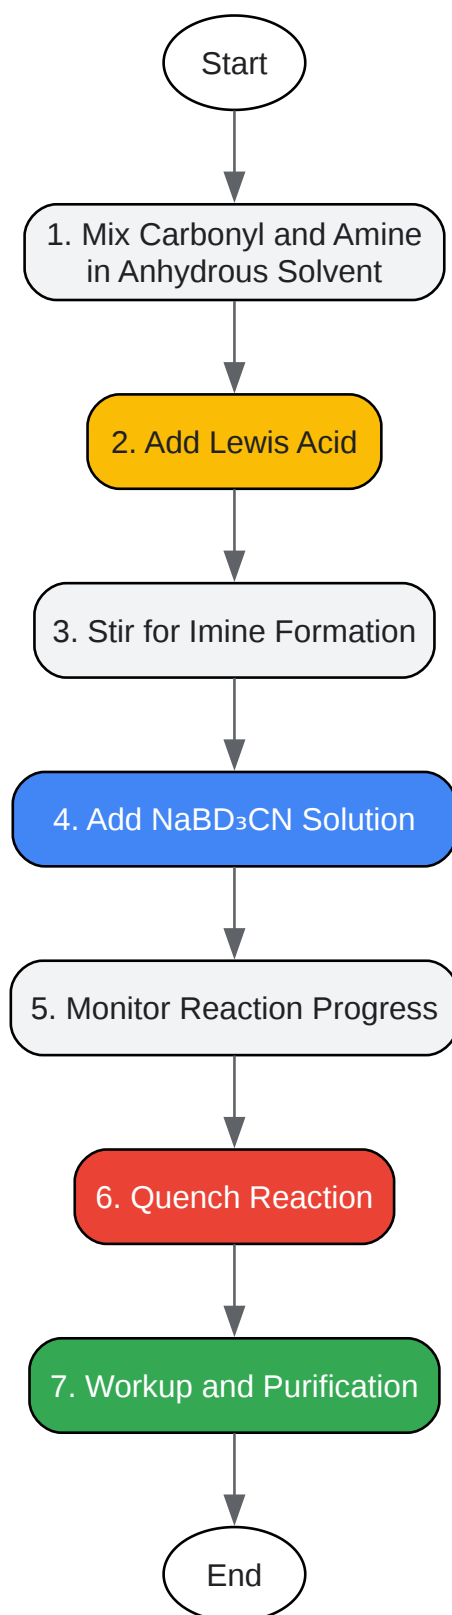 Start
1. Mix Carbonyl and Amine
in Anhydrous Solvent
2. Add Lewis Acid
3. Stir for Imine Formation
4. Add NaBD₃CN Solution
5. Monitor Reaction Progress
6. Quench Reaction
7. Workup and Purification
End